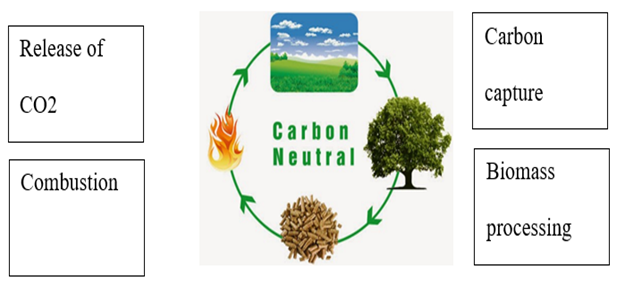 Release of
CO2
Combustion
Carbon
Neutral
Carbon
capture
Biomass
processing